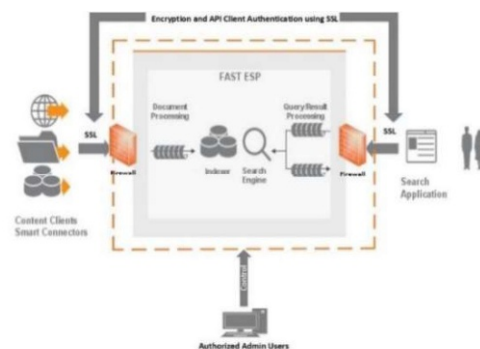 Encryption and API Client Authentication using SSL
FAST ESP
Document
Processing
Query Result
Processing
SSL
SSL
Indexer
Search
Engine
Firewall
Firewall
Search
Application
Content Clients
Smart Connectors
Control
Authorized Admin Users